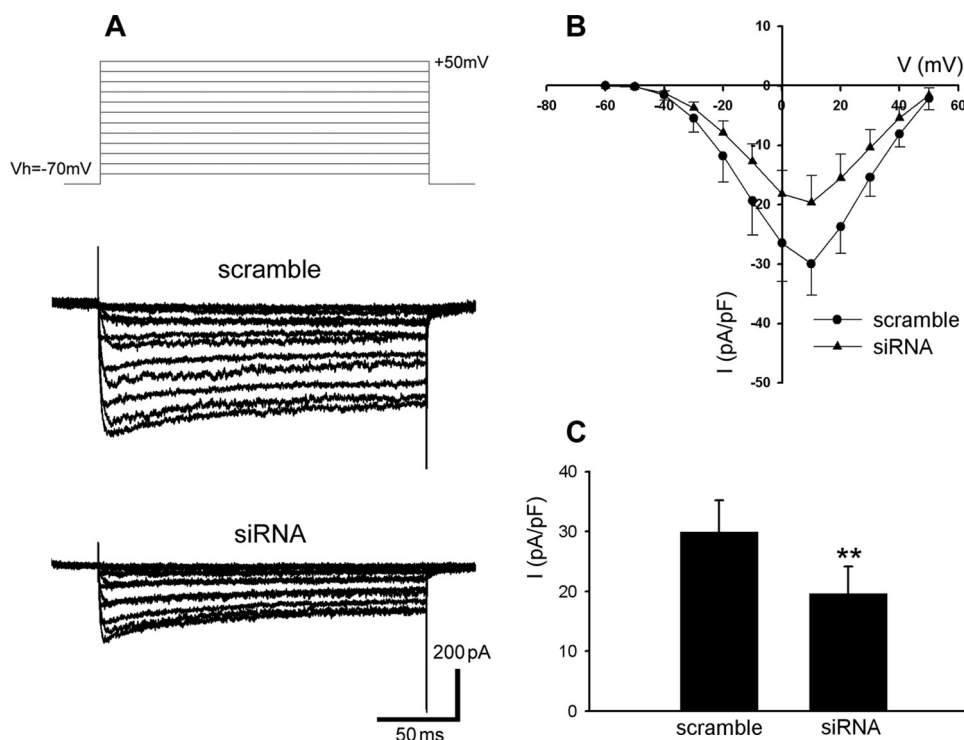 A
+50mV
Vh=-70mV
scramble
siRNA
200 pA
50 ms
B
10
V (mV)
0
-80 -60 -40 -20 0 20 40 60
-10
-20
-30
-40
-50
I (pA/pF)
scramble
siRNA
C
40
30
20
10
0
I (pA/pF)
**
scramble siRNA